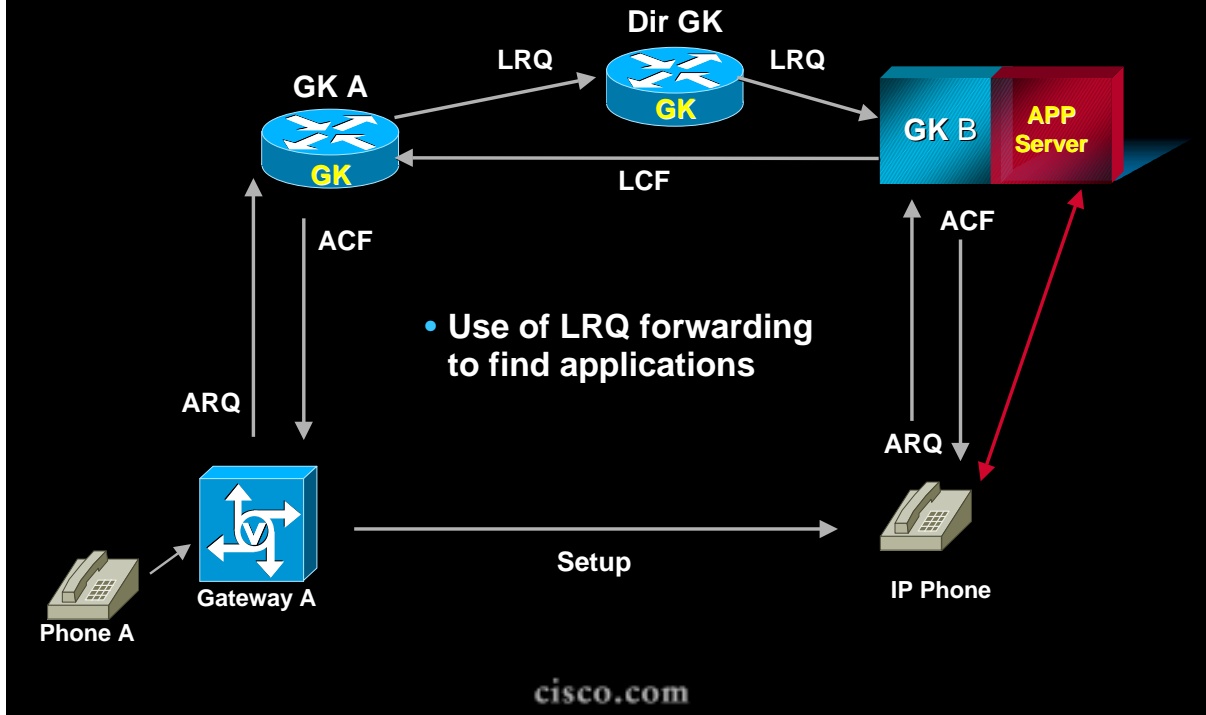 Dir GK
LRQ
LRQ
GK A
GK
GK B
APP
Server
GK
LCF
ACF
ACF
• Use of LRQ forwarding
to find applications
ARQ
ARQ
V
Setup
IP Phone
Gateway A
Phone A
cisco.com